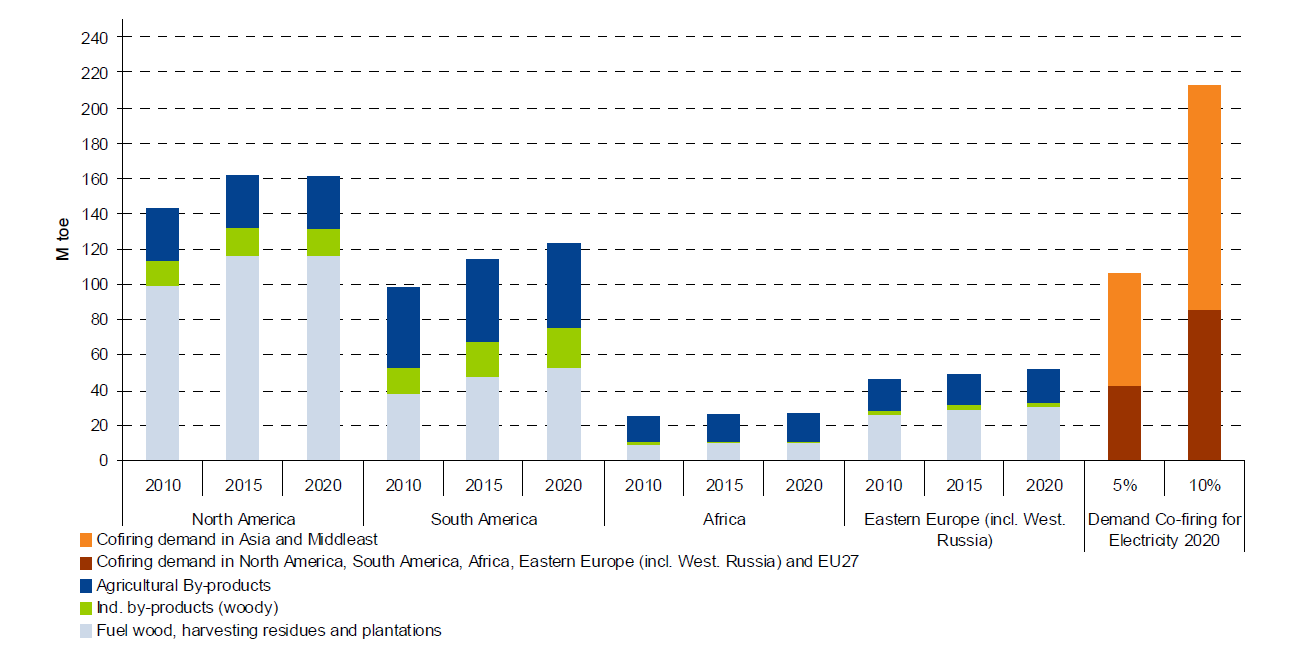 240
220
200
180
160
140
120
100
80
60
40
20
0
M toe
2010 2015 2020 2010 2015 2020 2010 2015 2020 2010 2015 2020 5% 10%
North America South America Africa Eastern Europe (incl. West. Demand Co-firing for
Russia) Electricity 2020
Cofiring demand in Asia and Middleast
Cofiring demand in North America, South America, Africa, Eastern Europe (incl. West. Russia) and EU27
Agricultural By-products
Ind. by-products (woody)
Fuel wood, harvesting residues and plantations